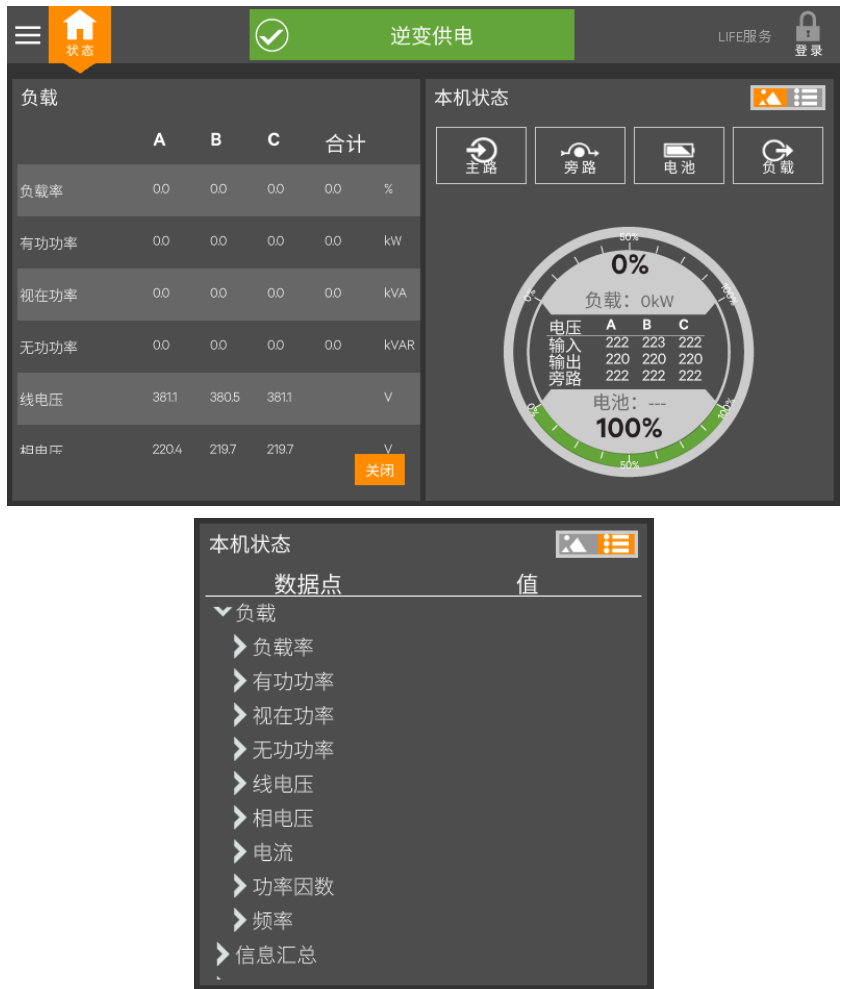 状态
逆变供电
LIFE服务
登录
负载
A B C 合计
负载率 0.0 0.0 0.0 0.0 %
有功功率 0.0 0.0 0.0 0.0 kW
视在功率 0.0 0.0 0.0 0.0 kVA
无功功率 0.0 0.0 0.0 0.0 kVAR
线电压 381.1 380.5 381.1 V
相电压 220.4 219.7 219.7 V
关闭
本机状态
主路 旁路 电池 负载
50%
0%
0% 100%
负载：0kW
电压 A B C
输入 222 223 222
输出 220 220 220
旁路 222 222 222
电池：---
0% 100%
100%
50%
本机状态
数据点 值
负载
负载率
有功功率
视在功率
无功功率
线电压
相电压
电流
功率因数
频率
信息汇总